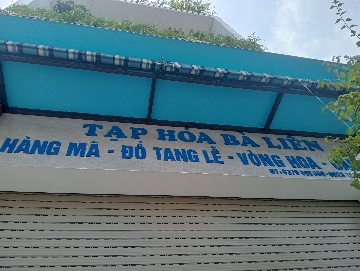 TẠP HÓA BÀ LIÊN
HÀNG MÃ - ĐỒ TANG LỄ - VÒNG HOA -